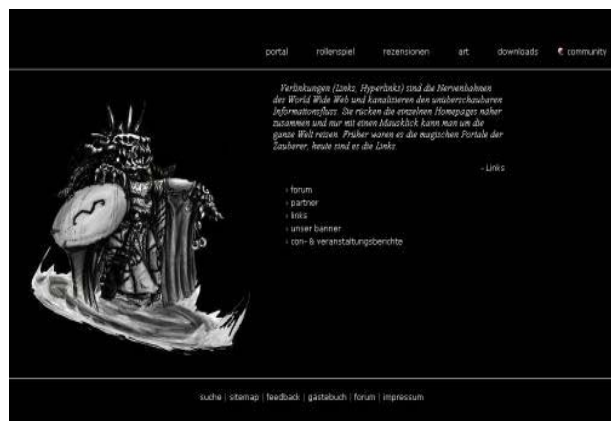 portal rollenspiel rezensionen art downloads community
Verlinkungen (Links, Hyperlinks) sind die Nervenbahnen
des World Wide Web und kanalisieren den unüberschaubaren
Informationsfluss. Sie rücken die einzelnen Homepages näher
zusammen und nur mit einen Mausklick kann man um die
ganze Welt reisen. Früher waren es die magischen Portale der
Zauberer, heute sind es die Links.
- Links
› forum
› partner
› links
› unser banner
› con- & veranstaltungsberichte
suche | sitemap | feedback | gästebuch | forum | impressum